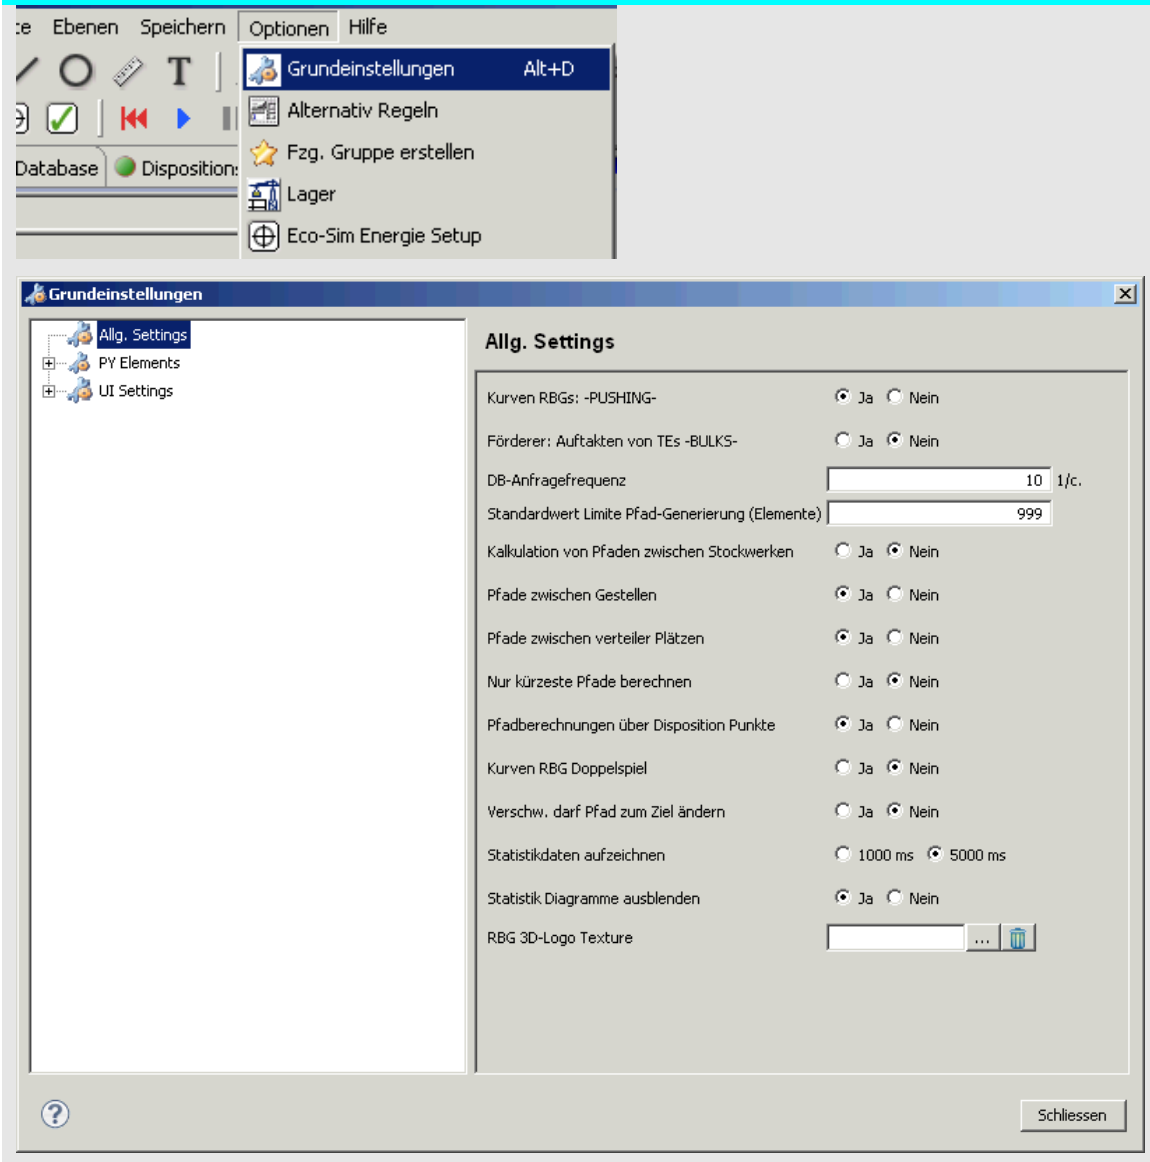 te Ebenen Speichern Optionen Hilfe
T
Grundeinstellungen Alt+D
Alternativ Regeln
Database Disposition
Fzg. Gruppe erstellen
Lager
Eco-Sim Energie Setup
Grundeinstellungen
Allg. Settings
PY Elements
UI Settings
Allg. Settings
Kurven RBGs: -PUSHING- Ja Nein
Förderer: Auftakten von TEs -BULKS- Ja Nein
DB-Anfragefrequenz 10 1/c.
Standardwert Limite Pfad-Generierung (Elemente) 999
Kalkulation von Pfaden zwischen Stockwerken Ja Nein
Pfade zwischen Gestellen Ja Nein
Pfade zwischen verteiler Plätzen Ja Nein
Nur kürzeste Pfade berechnen Ja Nein
Pfadberechnungen über Disposition Punkte Ja Nein
Kurven RBG Doppelspiel Ja Nein
Verschw. darf Pfad zum Ziel ändern Ja Nein
Statistikdaten aufzeichnen 1000 ms 5000 ms
Statistik Diagramme ausblenden Ja Nein
RBG 3D-Logo Texture ...
? Schliessen